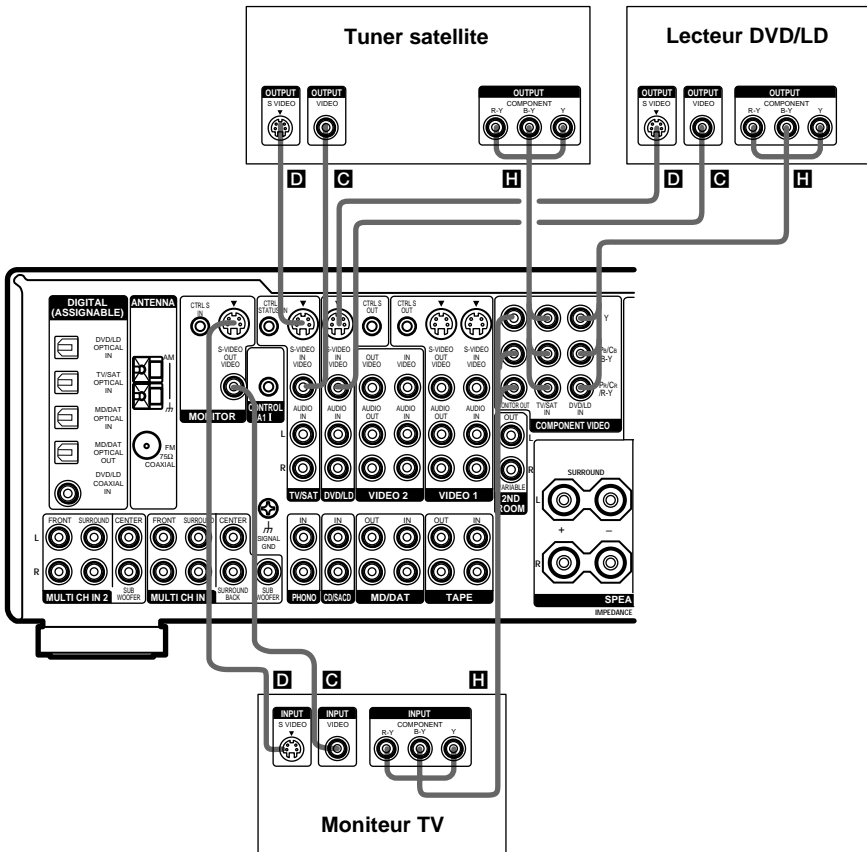 Tuner satellite
Lecteur DVD/LD
OUTPUT
S VIDEO
OUTPUT
VIDEO
OUTPUT
COMPONENT
R-Y
B-Y
Y
OUTPUT
S VIDEO
OUTPUT
VIDEO
OUTPUT
COMPONENT
R-Y
B-Y
Y
D
C
H
D
C
H
DIGITAL
(ASSIGNABLE)
DVD/LD
OPTICAL
IN
TV/SAT
OPTICAL
IN
MD/DAT
OPTICAL
IN
MD/DAT
OPTICAL
OUT
DVD/LD
COAXIAL
IN
ANTENNA
AM
FM
75Ω
COAXIAL
CTRL S
IN
S-VIDEO
OUT
VIDEO
MONITOR
CTRL
STATUS IN
CONTROL
A1 I
S-VIDEO
IN
VIDEO
AUDIO
IN
L
R
TV/SAT
S-VIDEO
IN
VIDEO
AUDIO
IN
DVD/LD
CTRL S
OUT
OUT
VIDEO
IN
VIDEO
AUDIO
OUT
AUDIO
IN
VIDEO 2
CTRL S
OUT
S-VIDEO
OUT
VIDEO
S-VIDEO
IN
VIDEO
AUDIO
OUT
AUDIO
IN
VIDEO 1
Y
PB/CB
/B-Y
PR/CR
/R-Y
MONITOR OUT
TV/SAT
IN
DVD/LD
IN
COMPONENT VIDEO
OUT
L
R
VARIABLE
2ND
ROOM
SURROUND
L
+
–
R
SPEA
IMPEDANCE
FRONT
SURROUND
CENTER
L
R
MULTI CH IN 2
SUB
WOOFER
FRONT
SURROUND
CENTER
MULTI CH IN
SURROUND
BACK
SUB
WOOFER
SIGNAL
GND
IN
PHONO
IN
CD/SACD
OUT
IN
MD/DAT
OUT
IN
TAPE
D
C
H
INPUT
S VIDEO
INPUT
VIDEO
INPUT
COMPONENT
R-Y
B-Y
Y
Moniteur TV